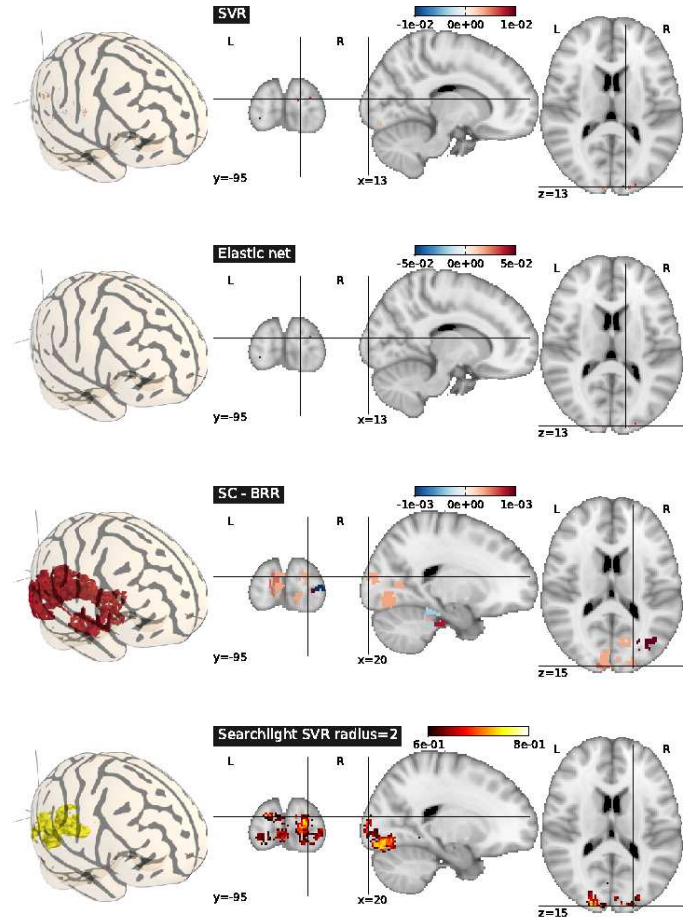 SVR
-1e-02 0e+00 1e-02
L R L R
y=-95 x=13 z=13
Elastic net
-5e-02 0e+00 5e-02
L R L R
y=-95 x=13 z=13
SC - BRR
-1e-03 0e+00 1e-03
L R L R
y=-95 x=20 z=15
Searchlight SVR radius=2
6e-01 8e-01
L R L R
y=-95 x=20 z=15